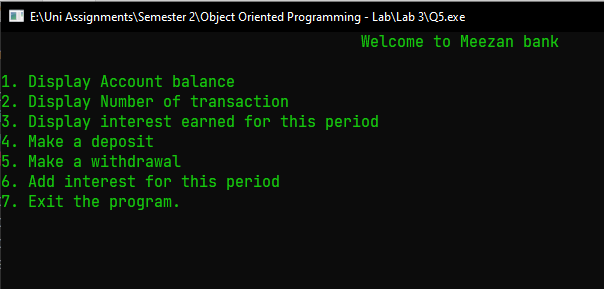 E:\Uni Assignments\Semester 2\Object Oriented Programming - Lab\Lab 3\Q5.exe
Welcome to Meezan bank
1. Display Account balance
2. Display Number of transaction
3. Display interest earned for this period
4. Make a deposit
5. Make a withdrawal
6. Add interest for this period
7. Exit the program.